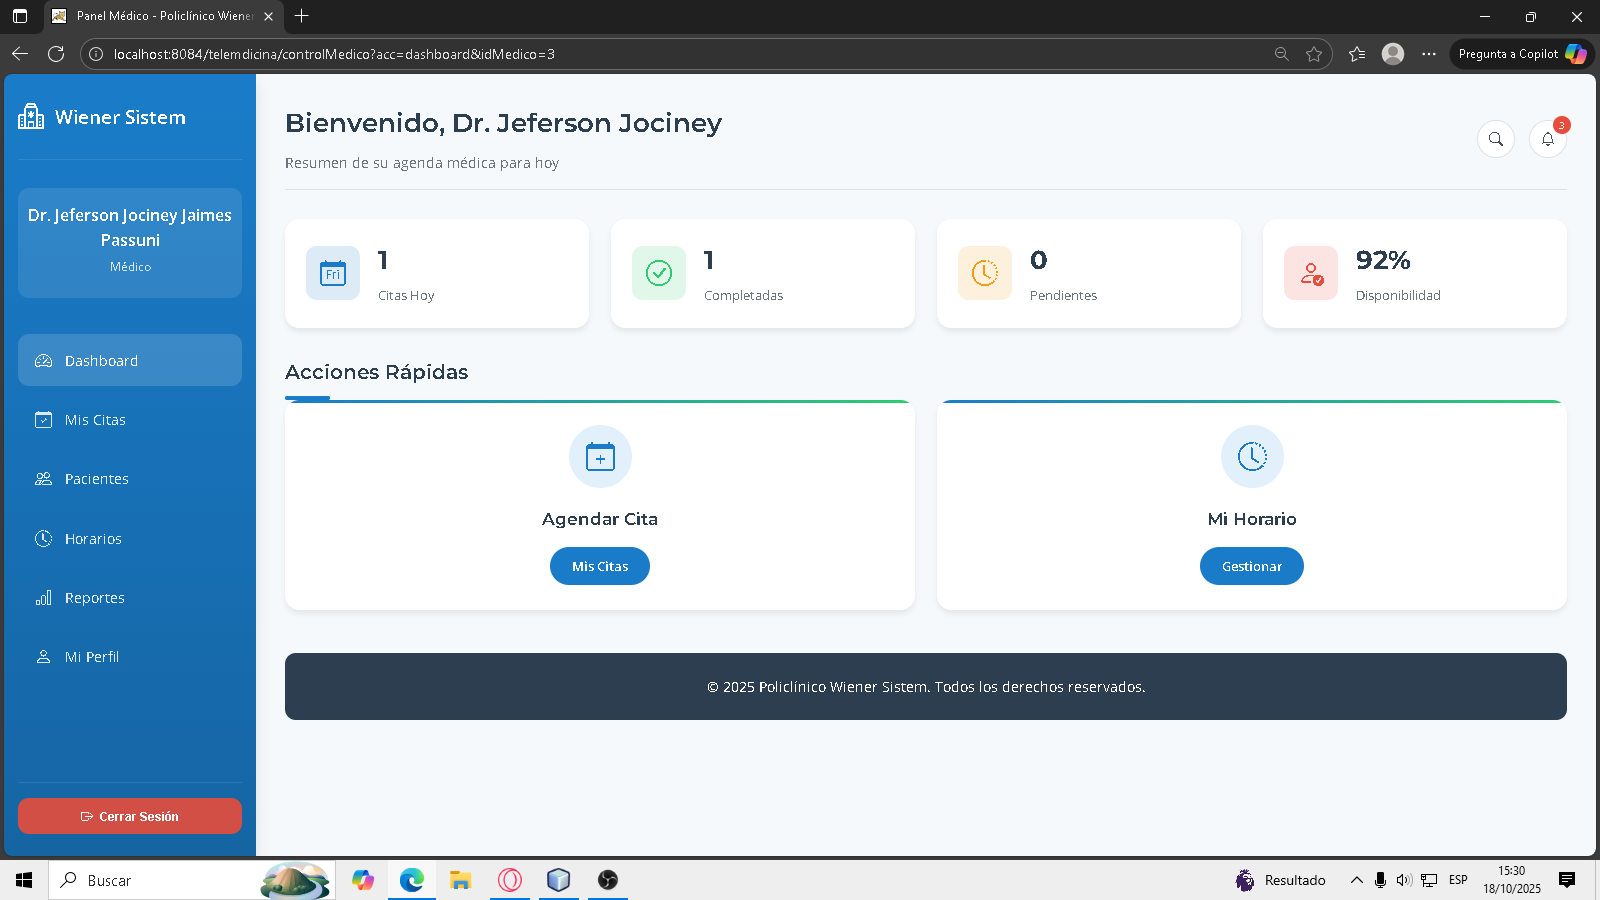 Panel Médico - Policlínico Wiener
localhost:8084/telemdicina/controlMedico?acc=dashboard&idMedico=3
Pregunta a Copilot
Wiener Sistem
Dr. Jeferson Jociney Jaimes
Passuni
Médico
Dashboard
Mis Citas
Pacientes
Horarios
Reportes
Mi Perfil
Cerrar Sesión
Bienvenido, Dr. Jeferson Jociney
Resumen de su agenda médica para hoy
3
Fri
1
Citas Hoy
1
Completadas
0
Pendientes
92%
Disponibilidad
Acciones Rápidas
Agendar Cita
Mis Citas
Mi Horario
Gestionar
© 2025 Policlínico Wiener Sistem. Todos los derechos reservados.
Buscar
Resultado
ESP
15:30
18/10/2025